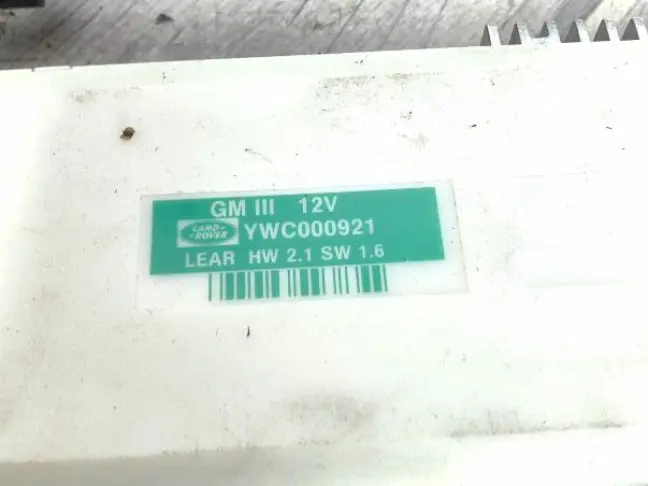 GM III 12V
LAND-
ROVER
YWC000921
LEAR HW 2.1 SW 1.6